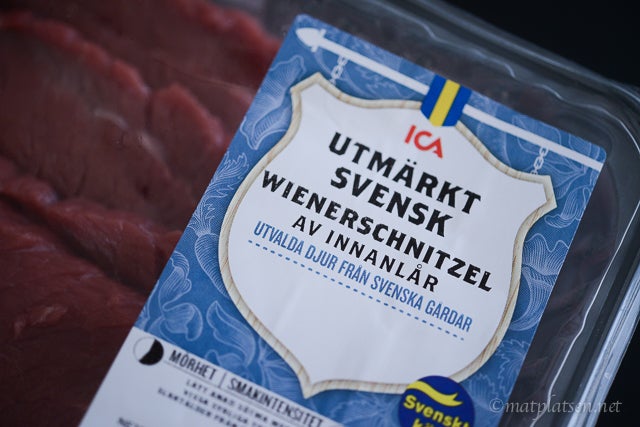 ICA
UTMÄRKT
SVENSK
WIENERSCHNITZEL
AV INNANLÅR
UTVALDA DJUR FRÅN SVENSKA GÅRDAR
MÖRHET | SMAKINTENSITET
Svenskt
©matplatsen.net